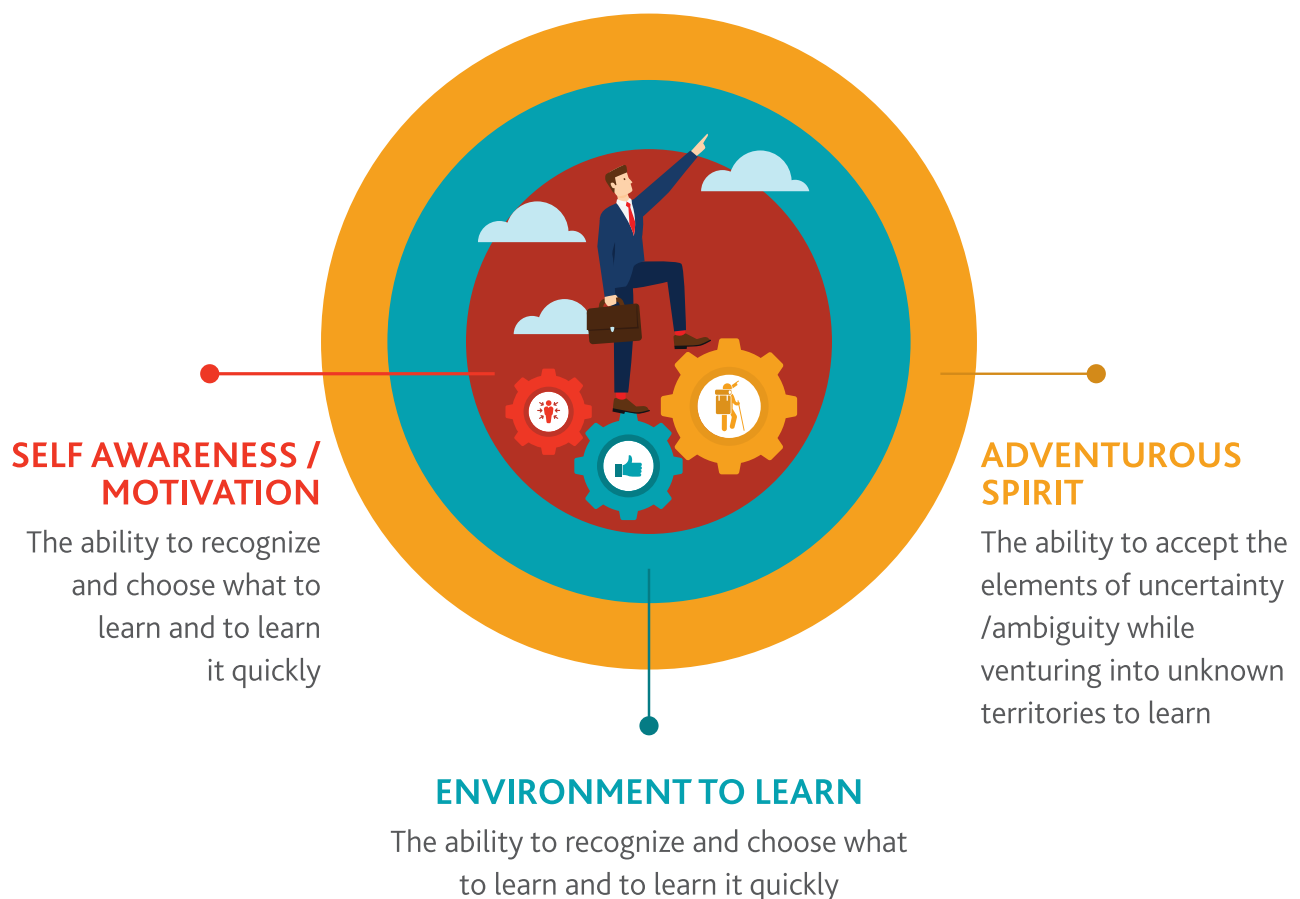 SELF AWARENESS /
MOTIVATION
The ability to recognize
and choose what to
learn and to learn
it quickly
ENVIRONMENT TO LEARN
The ability to recognize and choose what
to learn and to learn it quickly
ADVENTUROUS
SPIRIT
The ability to accept the
elements of uncertainty
/ambiguity while
venturing into unknown
territories to learn